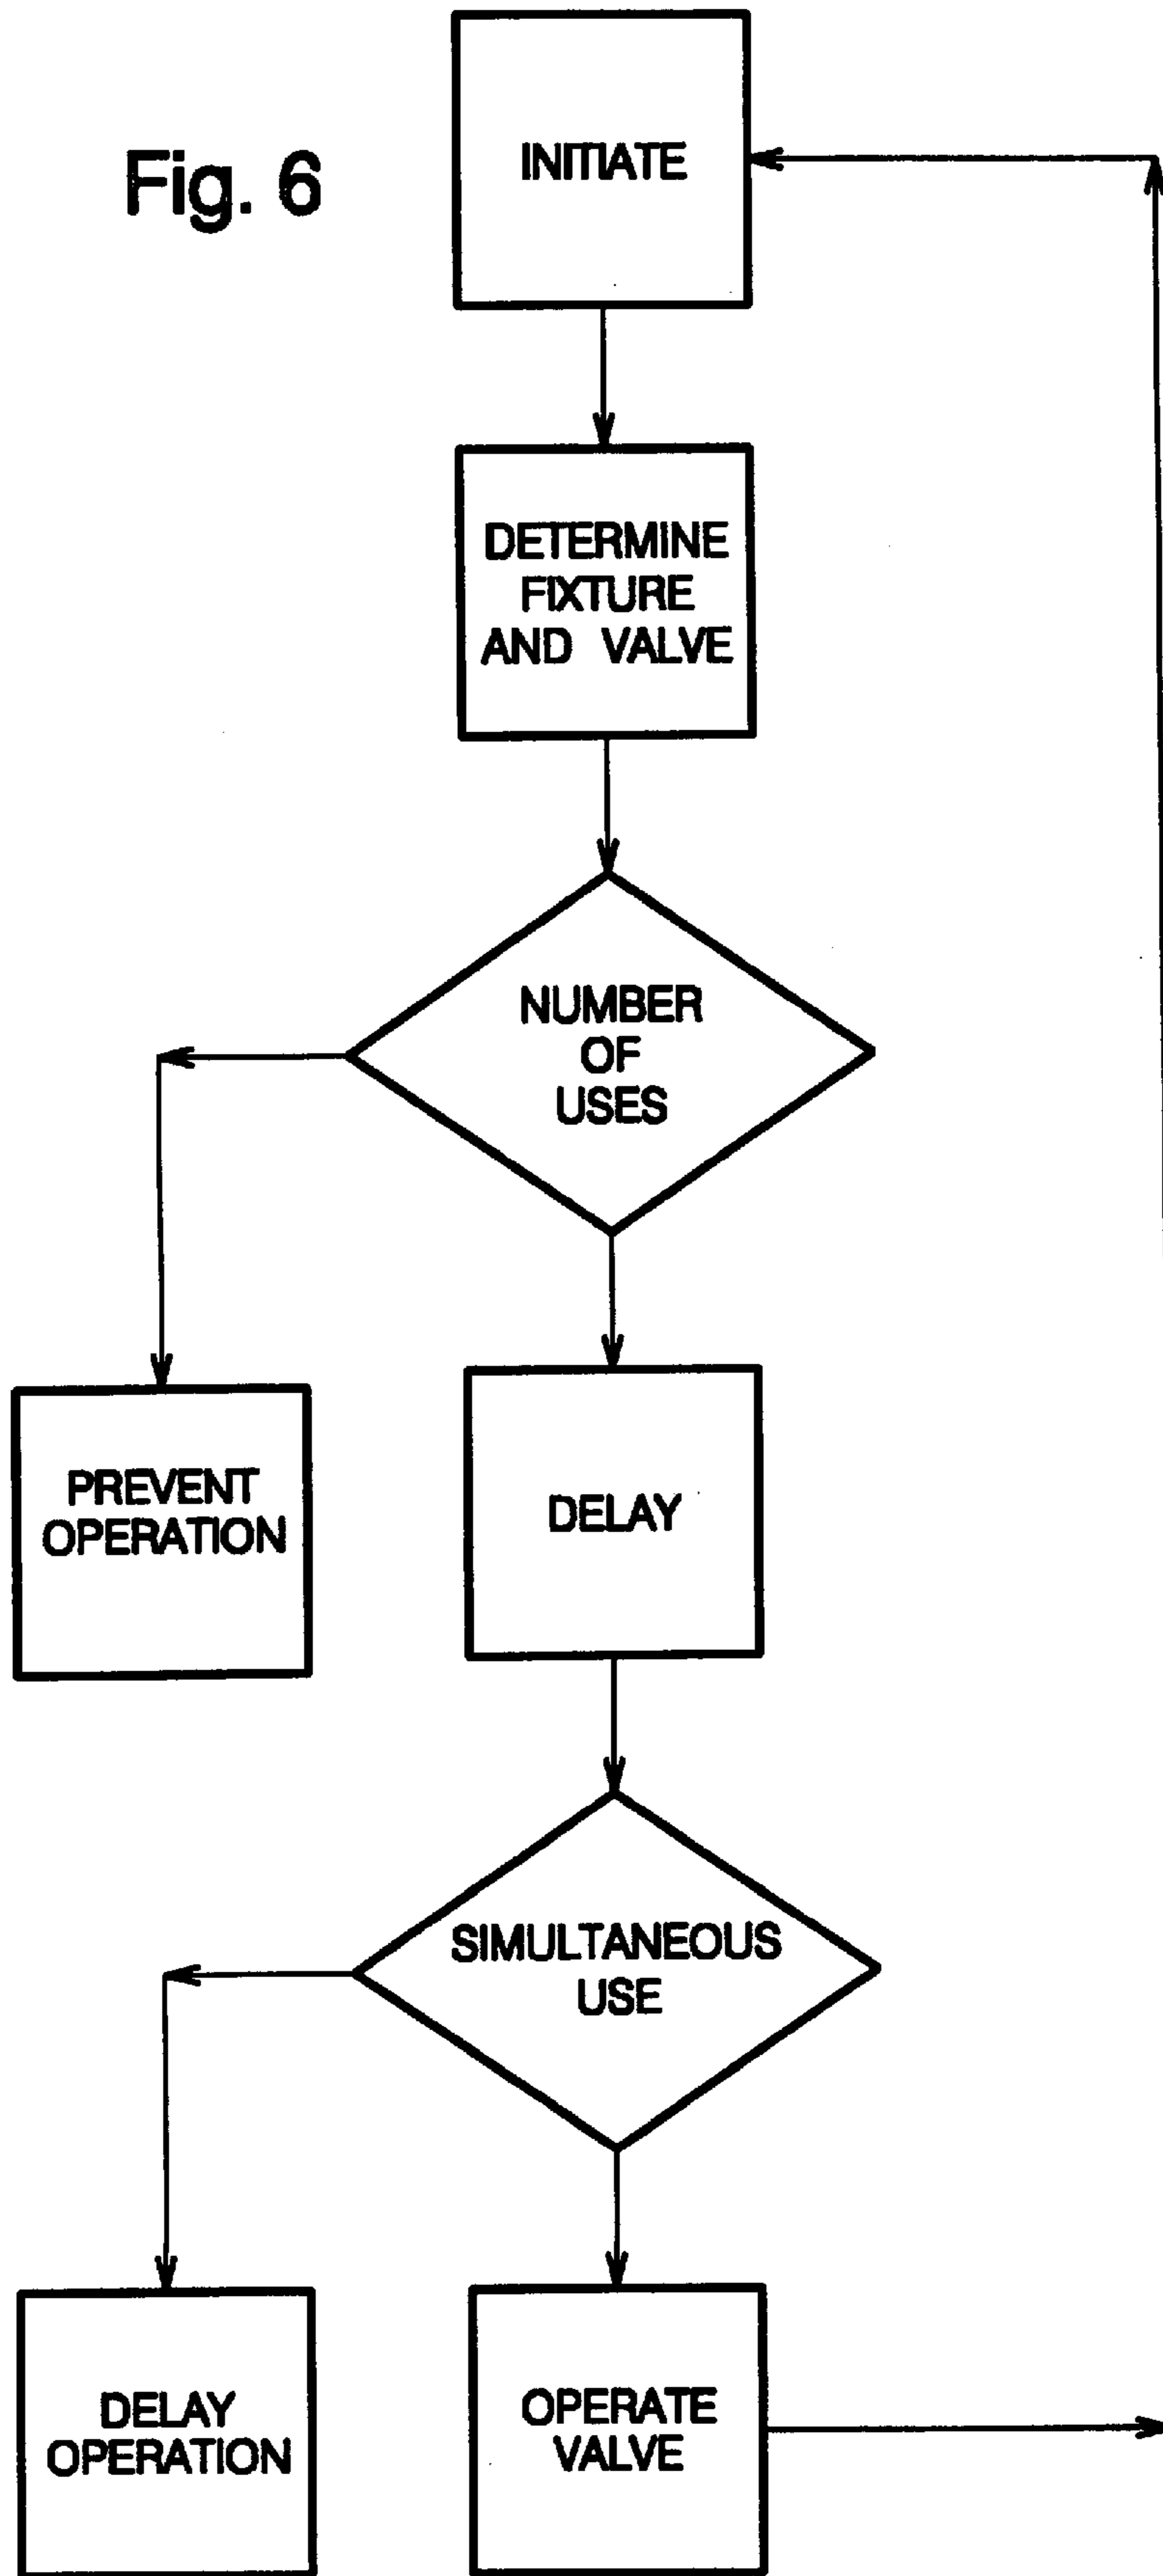 Fig. 6
INITIATE
DETERMINE
FIXTURE
AND VALVE
NUMBER
OF
USES
PREVENT
OPERATION
DELAY
SIMULTANEOUS
USE
DELAY
OPERATION
OPERATE
VALVE